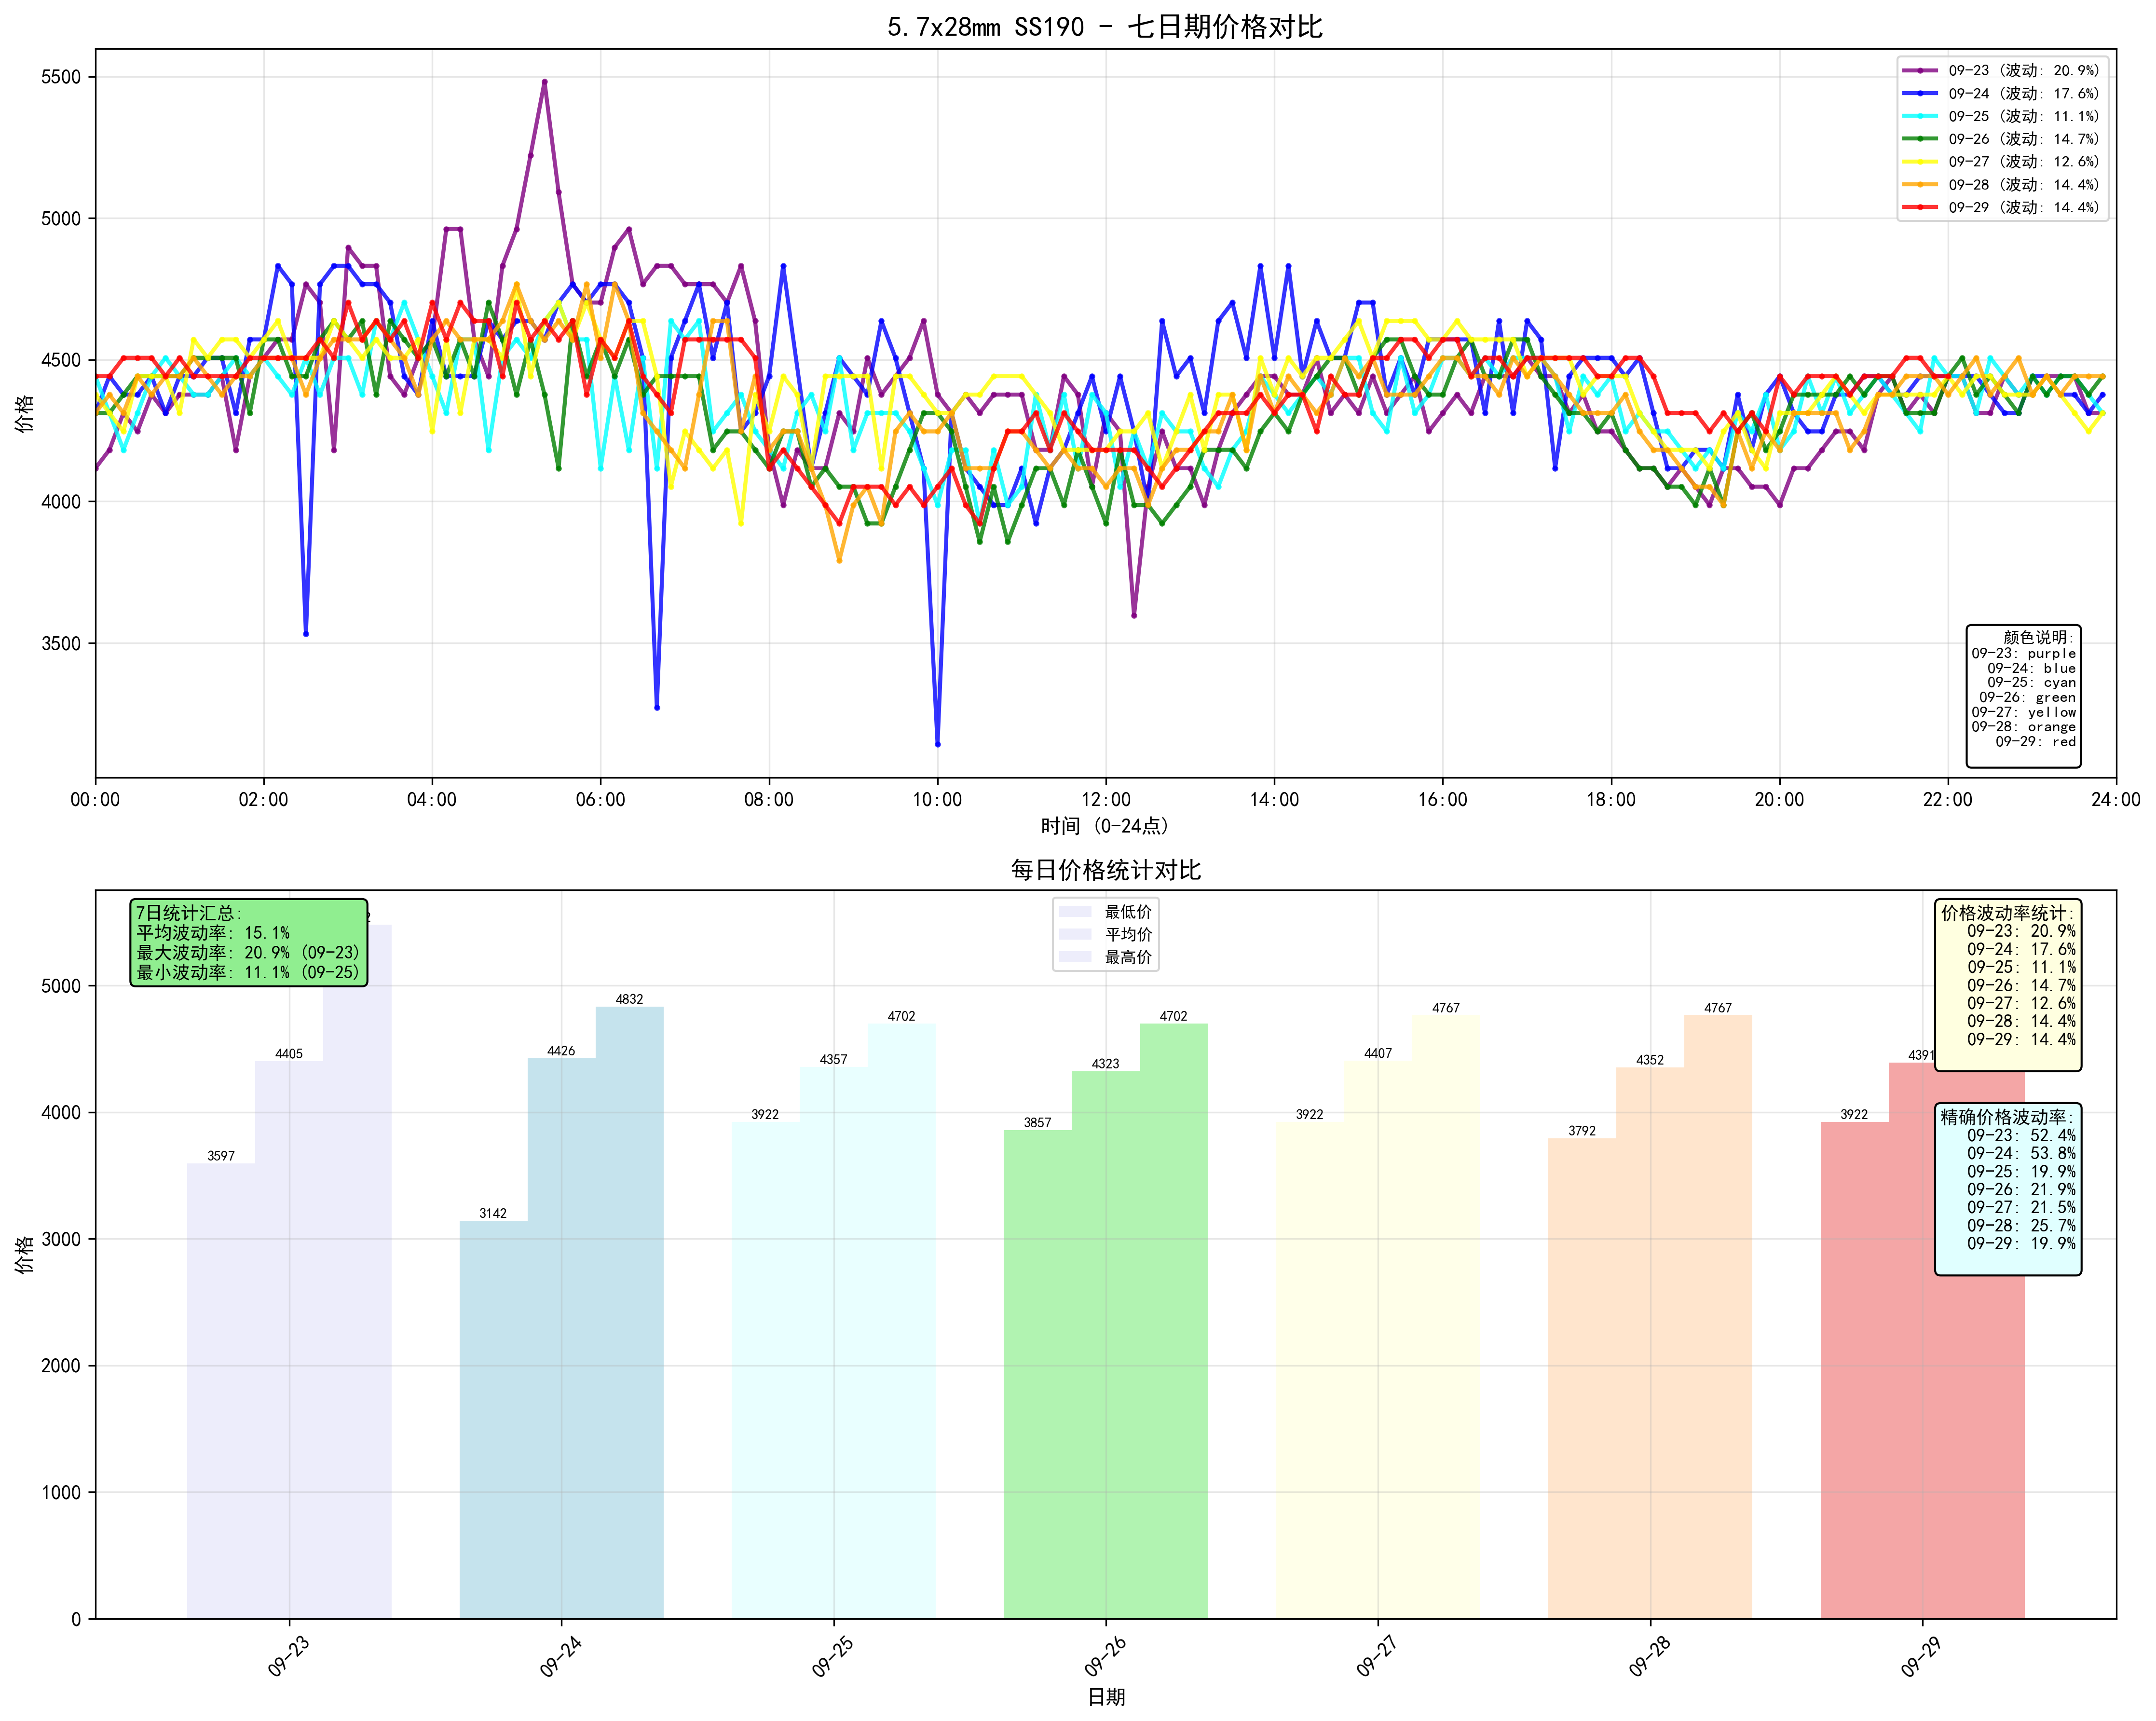 5.7x28mm SS190 - 七日期价格对比
价格
5500
5000
4500
4000
3500
09-23 (波动: 20.9%)
09-24 (波动: 17.6%)
09-25 (波动: 11.1%)
09-26 (波动: 14.7%)
09-27 (波动: 12.6%)
09-28 (波动: 14.4%)
09-29 (波动: 14.4%)
颜色说明:
09-23: purple
09-24: blue
09-25: cyan
09-26: green
09-27: yellow
09-28: orange
09-29: red
00:00 02:00 04:00 06:00 08:00 10:00 12:00 14:00 16:00 18:00 20:00 22:00 24:00
时间 (0-24点)
每日价格统计对比
价格
5000
4000
3000
2000
1000
0
7日统计汇总:
平均波动率: 15.1%
最大波动率: 20.9% (09-23)
最小波动率: 11.1% (09-25)
最低价
平均价
最高价
价格波动率统计:
09-23: 20.9%
09-24: 17.6%
09-25: 11.1%
09-26: 14.7%
09-27: 12.6%
09-28: 14.4%
09-29: 14.4%
精确价格波动率:
09-23: 52.4%
09-24: 53.8%
09-25: 19.9%
09-26: 21.9%
09-27: 21.5%
09-28: 25.7%
09-29: 19.9%
3597 4405
3142 4426 4832
3922 4357 4702
3857 4323 4702
3922 4407 4767
3792 4352 4767
3922 4391
09-23 09-24 09-25 09-26 09-27 09-28 09-29
日期